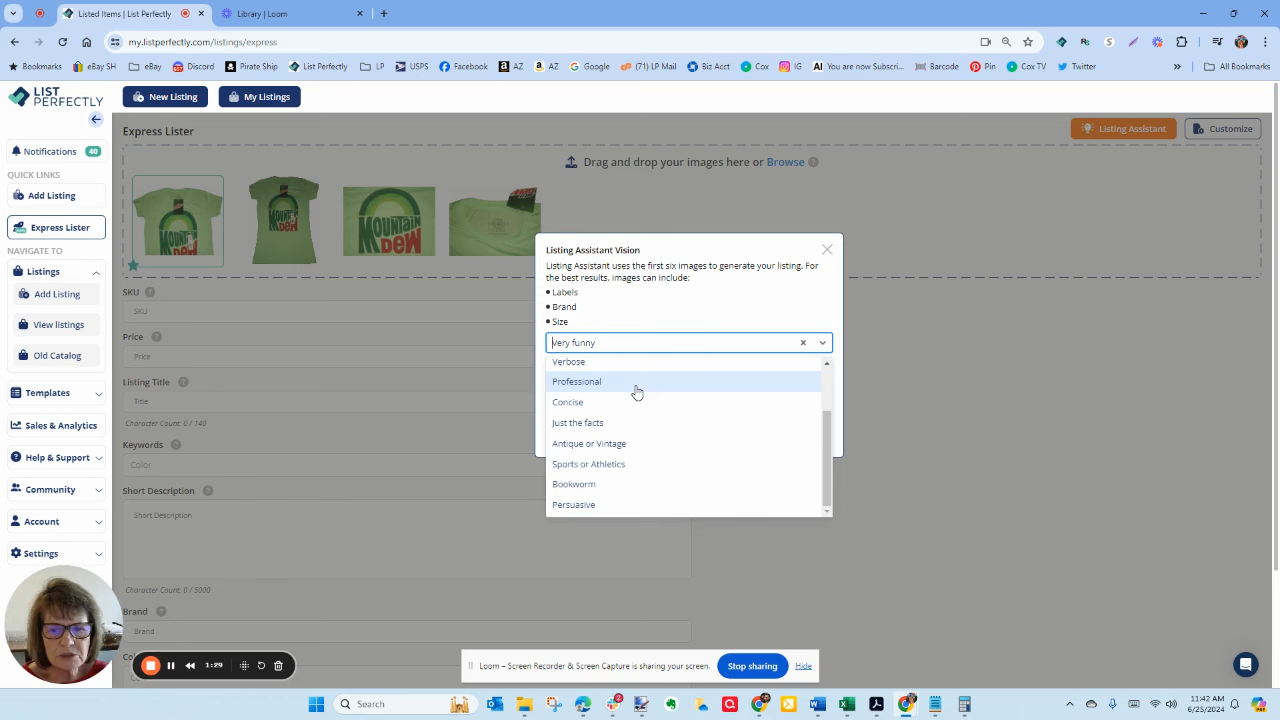 Listed Items | List Perfectly
Library | Loom
my.listperfectly.com/listings/express
Bookmarks
eBay SH
eBay
Discord
Pirate Ship
List Perfectly
LP
USPS
Facebook
AZ
AZ
Google
(71) LP Mail
Biz Acct
Cox
IG
You are now Subscri...
Barcode
Pin
Cox TV
Twitter
All Bookmarks
LIST
PERFECTLY
New Listing
My Listings
Notifications 40
QUICK LINKS
Add Listing
Express Lister
NAVIGATE TO
Listings
Add Listing
View listings
Old Catalog
Templates
Sales & Analytics
Help & Support
Community
Account
Settings
Express Lister
Listing Assistant
Customize
Drag and drop your images here or Browse
MOUNTAIN
DEW
MOUNTAIN
DEW
MOUNTAIN
DEW
SKU
SKU
Price
Price
Listing Title
Title
Character Count: 0 / 140
Keywords
Color
Short Description
Short Description
Character Count: 0 / 5000
Brand
Brand
Listing Assistant Vision
Listing Assistant uses the first six images to generate your listing. For
the best results, images can include:
• Labels
• Brand
• Size
Very funny
Verbose
Professional
Concise
Just the facts
Antique or Vintage
Sports or Athletics
Bookworm
Persuasive
1:29
Loom – Screen Recorder & Screen Capture is sharing your screen.
Stop sharing
Hide
Search
11:42 AM
6/25/2024